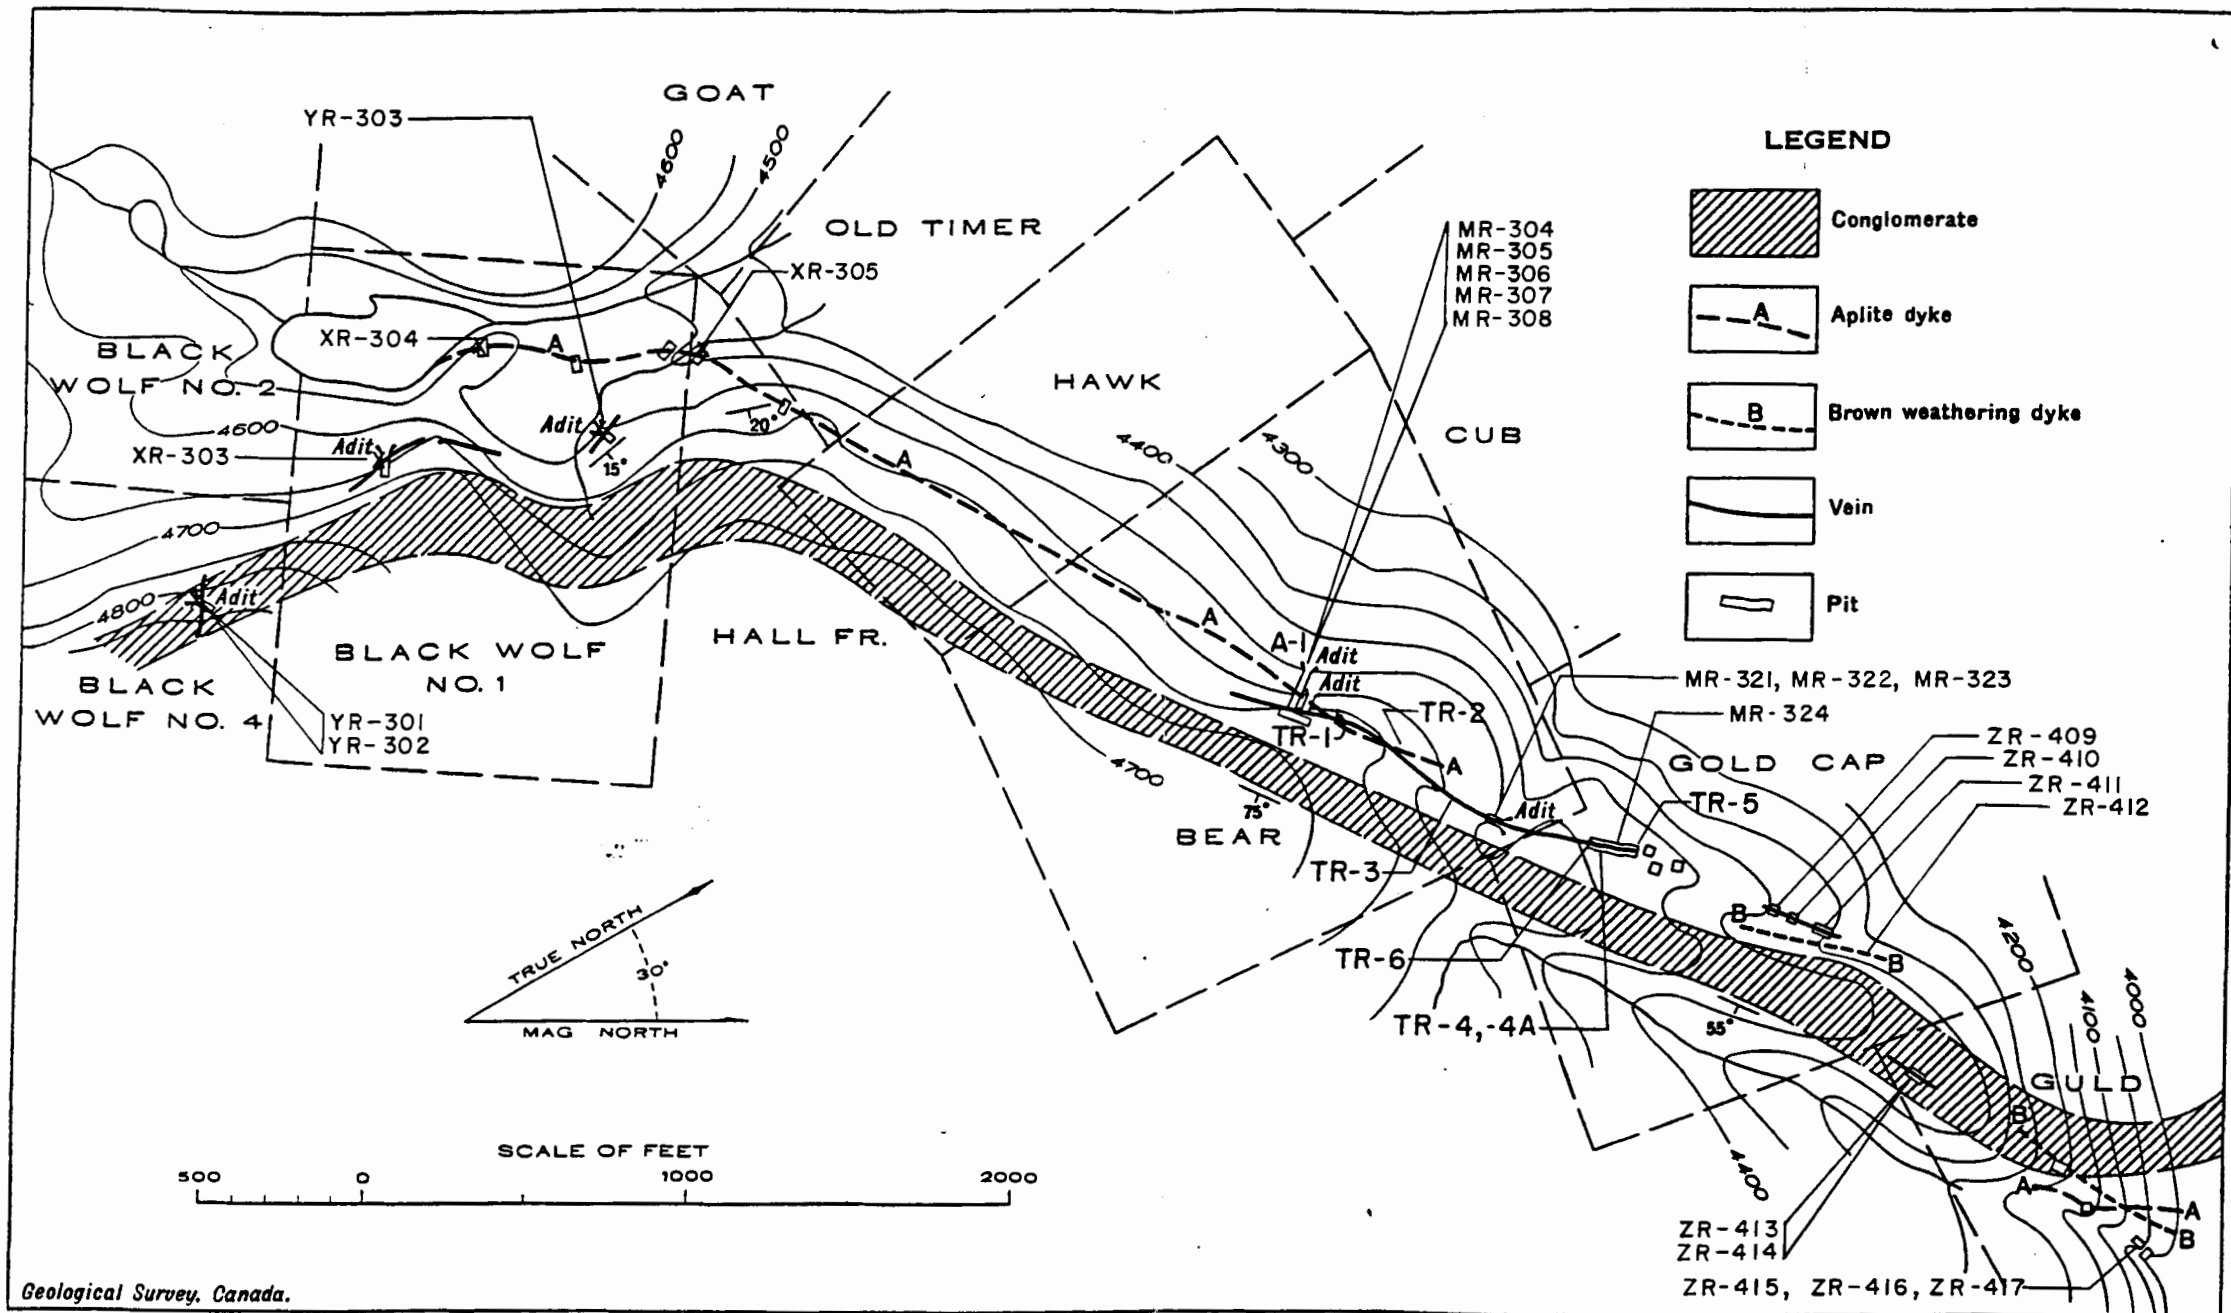 GOAT
YR-303
4600
4500
OLD TIMER
XR-305
XR-304
A
BLACK
WOLF NO. 2
4600
XR-303
Adit
Adit
15°
20°
A
4700
4800
Adit
BLACK
WOLF NO. 4
YR-301
YR-302
BLACK WOLF
NO. 1
HALL FR.
HAWK
CUB
4400
4300
MR-304
MR-305
MR-306
MR-307
MR-308
A
A-1
Adit
Adit
TR-1
TR-2
A
4700
75°
BEAR
TR-3
Adit
MR-321, MR-322, MR-323
MR-324
GOLD CAP
TR-5
TR-6
TR-4,-4A
ZR-409
ZR-410
ZR-411
ZR-412
B
B
55°
4200
4100
4000
GULD
B
A
A
B
4400
ZR-413
ZR-414
ZR-415, ZR-416, ZR-417
LEGEND
Conglomerate
A
Aplite dyke
B
Brown weathering dyke
Vein
Pit
TRUE NORTH
30°
MAG NORTH
SCALE OF FEET
500 0 1000 2000
Geological Survey. Canada.